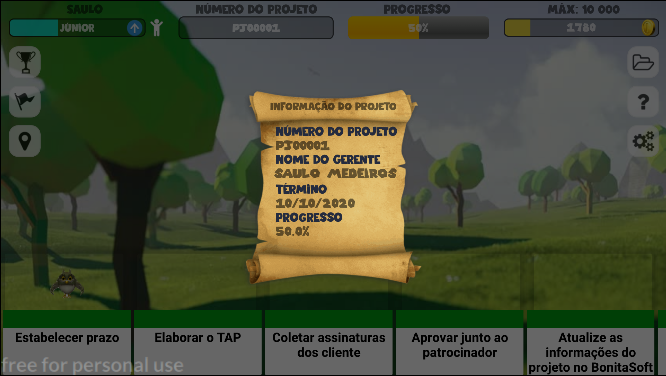 SAULO
NÚMERO DO PROJETO
PROGRESSO
MÁX: 10 000
JÚNIOR
PJ00001
50%
1780
INFORMAÇÃO DO PROJETO
NÚMERO DO PROJETO
PJ00001
NOME DO GERENTE
SAULO MEDEIROS
TÉRMINO
10/10/2020
PROGRESSO
50.0%
?
Estabelecer prazo
Elaborar o TAP
Coletar assinaturas
dos cliente
Aprovar junto ao
patrocinador
Atualize as
informações do
projeto no BonitaSoft
free for personal use